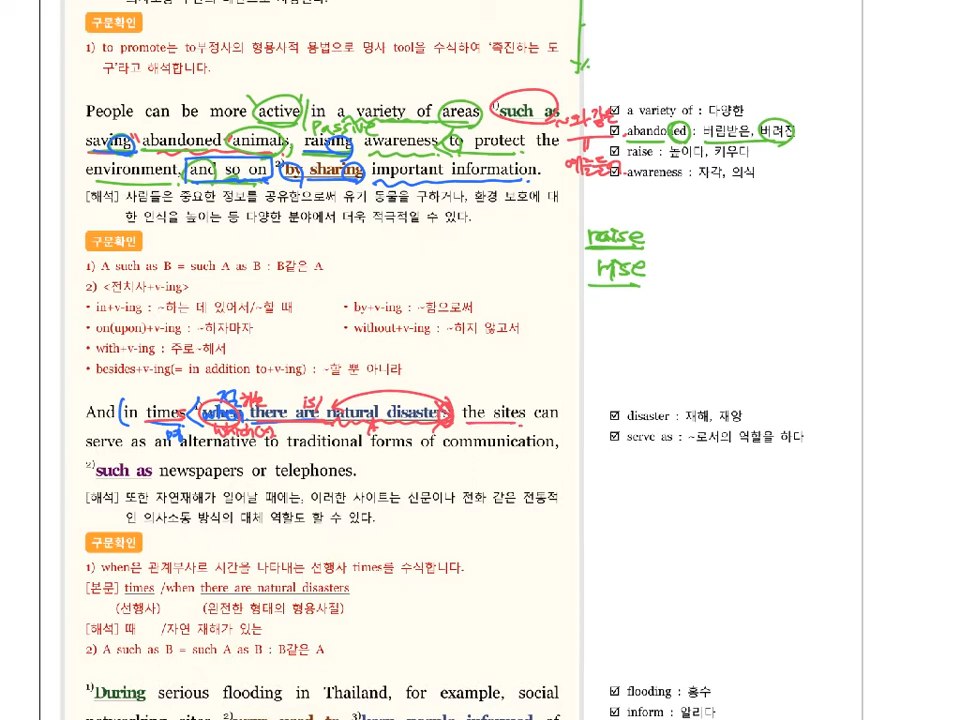 구문확인
1) to promote는 to부정사의 형용사적 용법으로 명사 tool을 수식하여 '촉진하는 도
구'라고 해석합니다.
People can be more active in a variety of areas 1)such as
passive
saving abandoned animals, raising awareness to protect the
environment, and so on 2)by sharing important information.
~와 같은
예를들면
[해석] 사람들은 중요한 정보를 공유함으로써 유기 동물을 구하거나, 환경 보호에 대
한 인식을 높이는 등 다양한 분야에서 더욱 적극적일 수 있다.
☑ a variety of : 다양한
☑ abandoned : 버림받은, 버려진
☑ raise : 높이다, 키우다
☑ awareness : 자각, 의식
raise
rise
구문확인
1) A such as B = such A as B : B같은 A
2) <전치사+v-ing>
• in+v-ing : ~하는 데 있어서/~할 때
• by+v-ing : ~함으로써
• on(upon)+v-ing : ~하자마자
• without+v-ing : ~하지 않고서
• with+v-ing : 주로~해서
• besides+v-ing(= in addition to+v-ing) : ~할 뿐 아니라
is
And in times 1)when there are natural disasters the sites can
serve as an alternative to traditional forms of communication,
2)such as newspapers or telephones.
[해석] 또한 자연재해가 일어날 때에는, 이러한 사이트는 신문이나 전화 같은 전통적
인 의사소통 방식의 대체 역할도 할 수 있다.
☑ disaster : 재해, 재앙
☑ serve as : ~로서의 역할을 하다
구문확인
1) when은 관계부사로 시간을 나타내는 선행사 times를 수식합니다.
[본문] times /when there are natural disasters
(선행사) (완전한 형태의 형용사절)
[해석] 때 /자연 재해가 있는
2) A such as B = such A as B : B같은 A
1)During serious flooding in Thailand, for example, social
☑ flooding : 홍수
☑ inform : 알리다